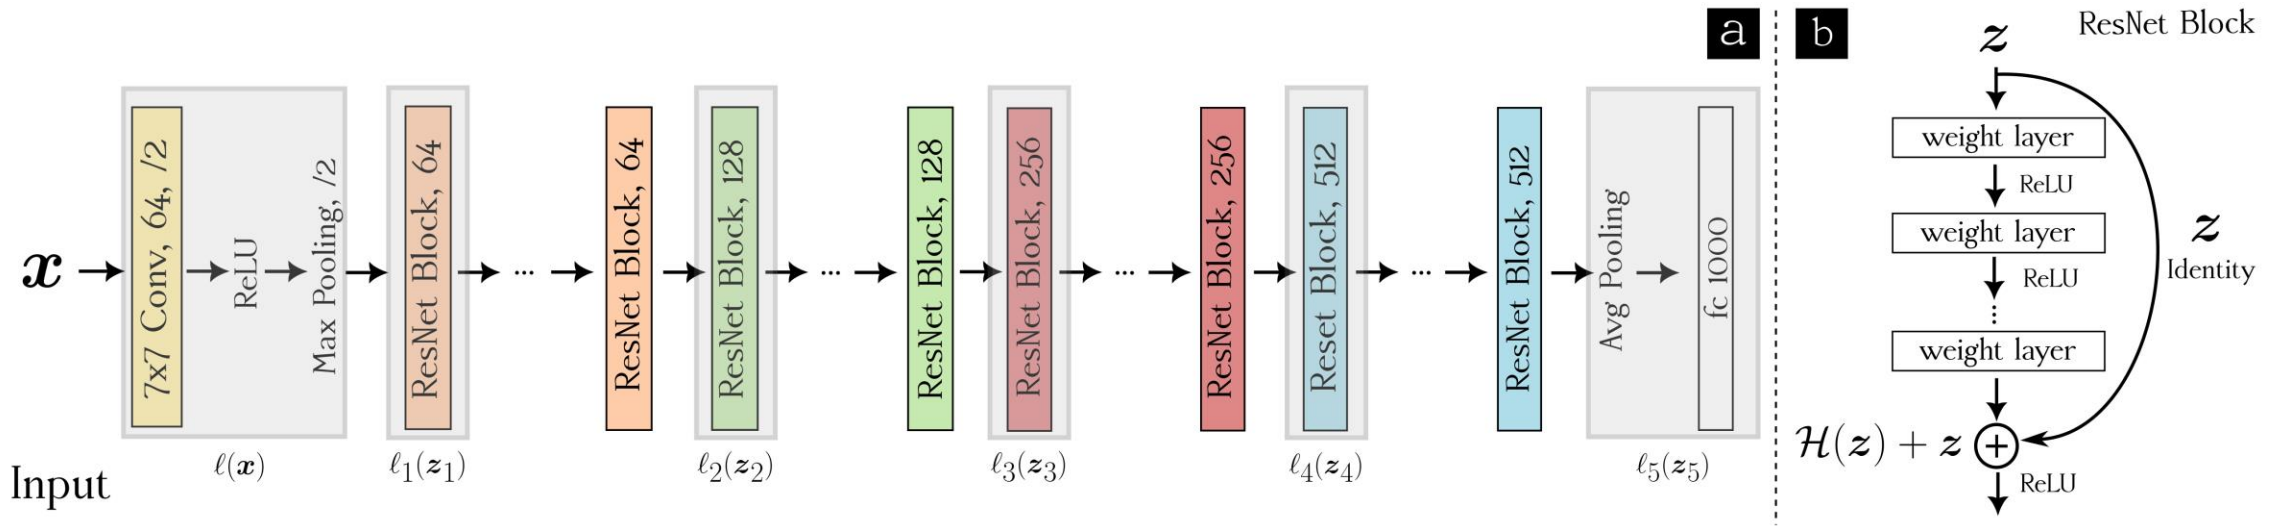 a
x
7x7 Conv, 64, /2
ReLU
Max Pooling, /2
ResNet Block, 64
...
ResNet Block, 64
ResNet Block, 128
...
ResNet Block, 128
ResNet Block, 256
...
ResNet Block, 256
Reset Block, 512
...
ResNet Block, 512
Avg Pooling
fc 1000
ℓ(x)
ℓ₁(z₁)
ℓ₂(z₂)
ℓ₃(z₃)
ℓ₄(z₄)
ℓ₅(z₅)
Input
b
ResNet Block
z
weight layer
ReLU
weight layer
ReLU
...
weight layer
z
Identity
H(z) + z
+
ReLU